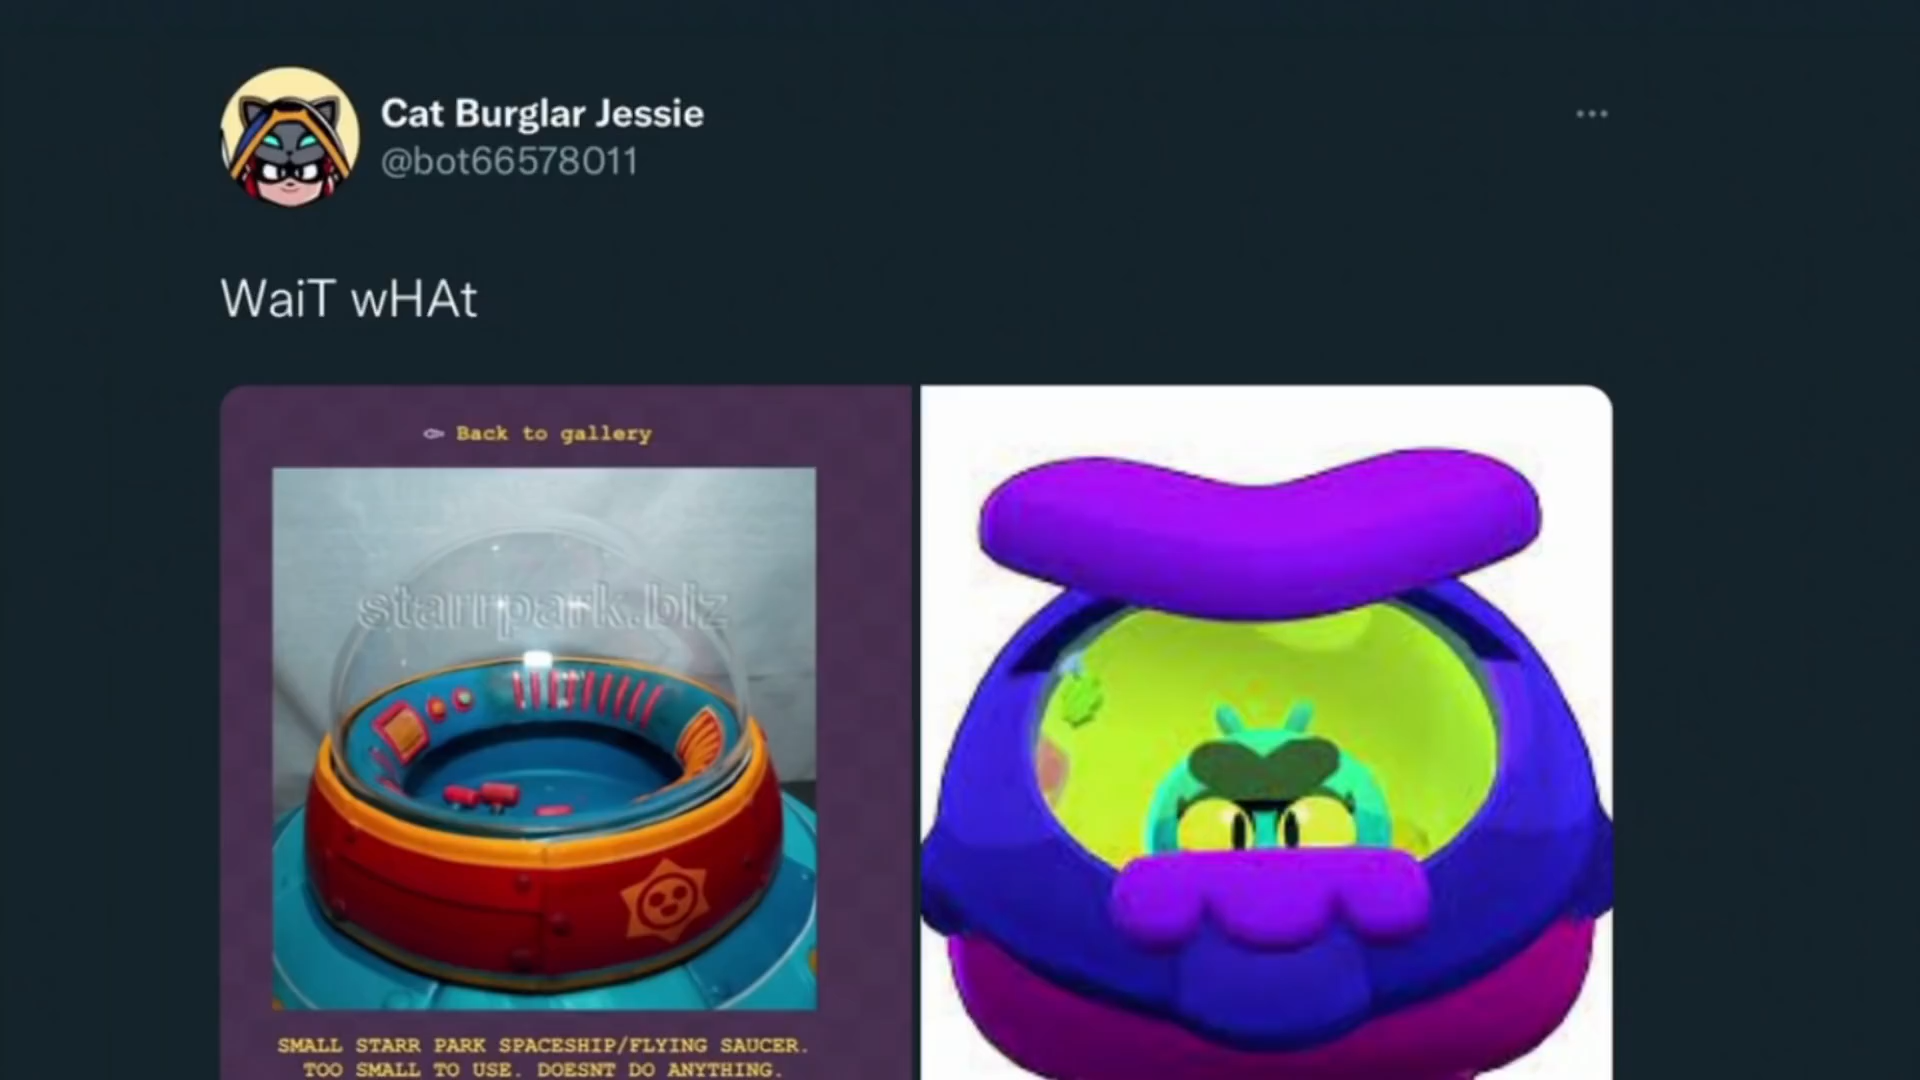 Cat Burglar Jessie
@bot66578011
WaiT wHAt
Back to gallery
starrpark.biz
SMALL STARR PARK SPACESHIP/FLYING SAUCER.
TOO SMALL TO USE. DOESNT DO ANYTHING.